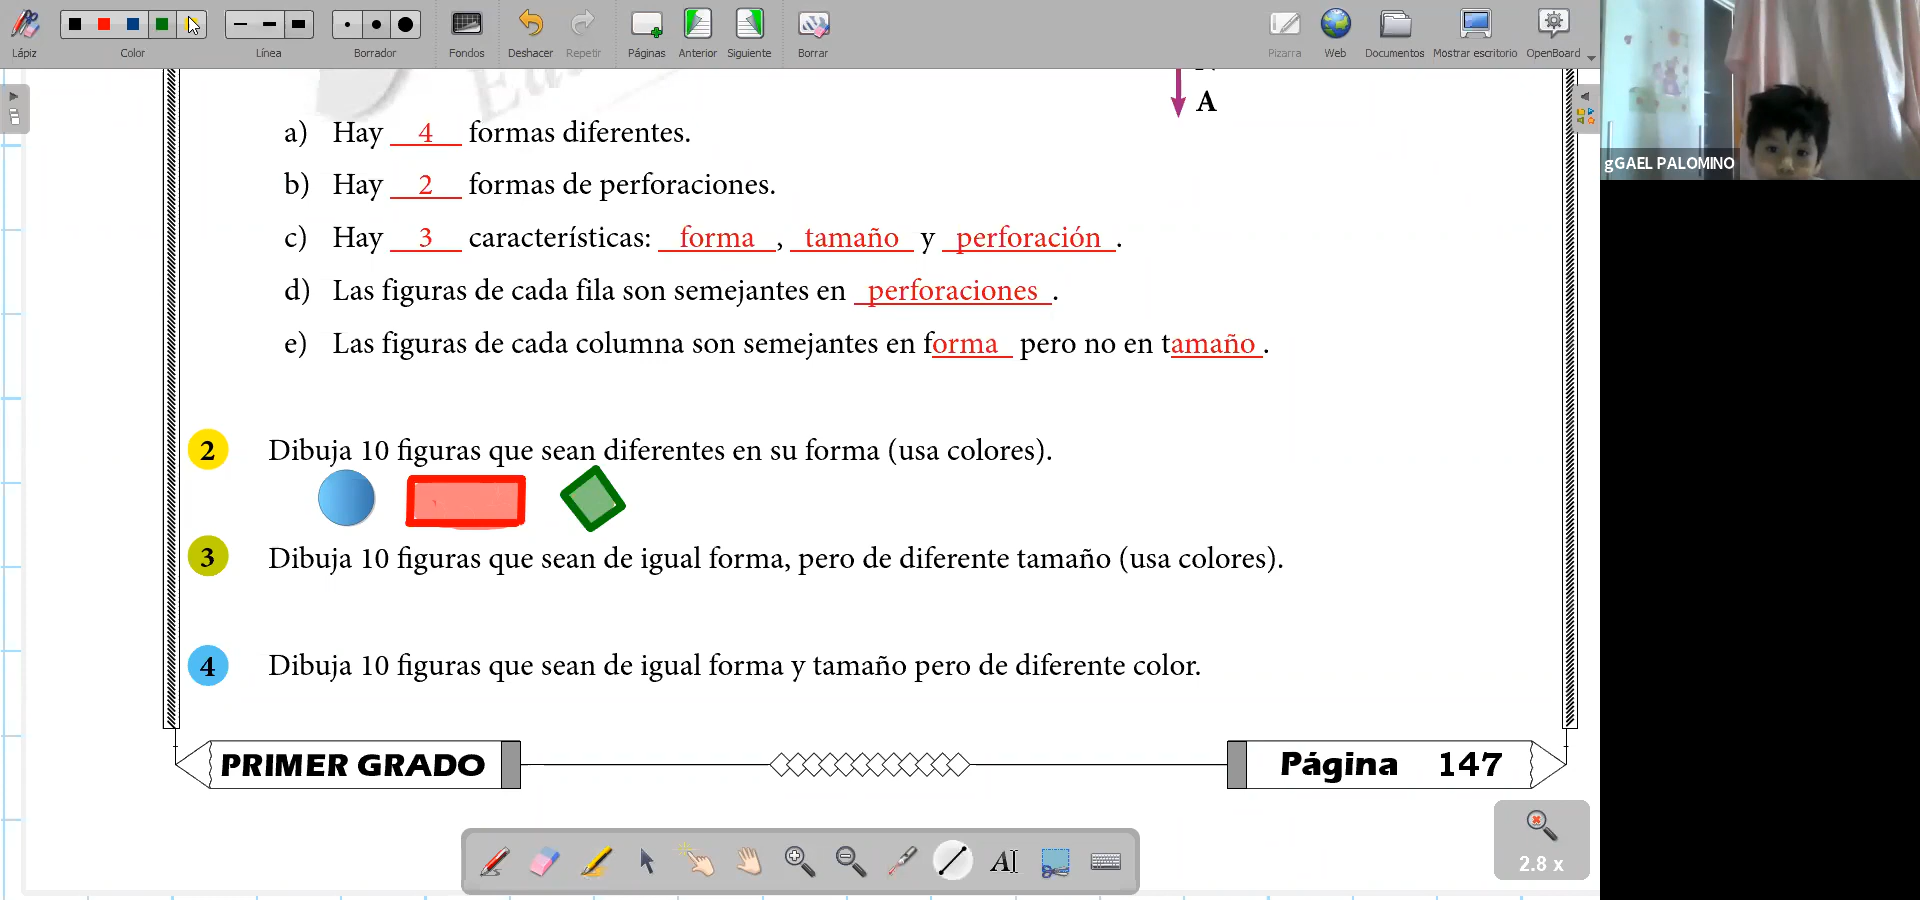 Lápiz Color Línea Borrador Fondos Deshacer Repetir Páginas Anterior Siguiente Borrar Pizarra Web Documentos Mostrar escritorio OpenBoard
A
a) Hay 4 formas diferentes.
b) Hay 2 formas de perforaciones.
c) Hay 3 características: forma, tamaño y perforación.
d) Las figuras de cada fila son semejantes en perforaciones.
e) Las figuras de cada columna son semejantes en forma pero no en tamaño.
2 Dibuja 10 figuras que sean diferentes en su forma (usa colores).
3 Dibuja 10 figuras que sean de igual forma, pero de diferente tamaño (usa colores).
4 Dibuja 10 figuras que sean de igual forma y tamaño pero de diferente color.
PRIMER GRADO
Página 147
AI
2.8 x
gGAEL PALOMINO